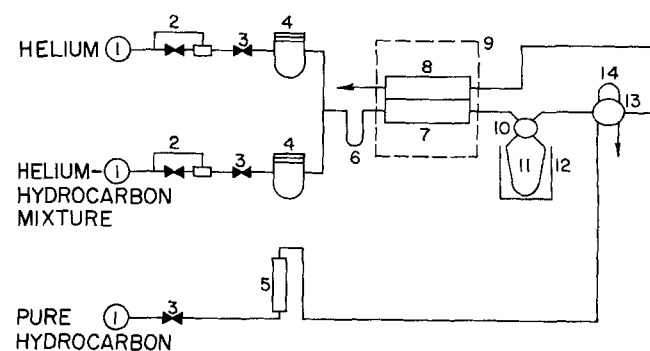 2
4
HELIUM 1
3
9
8
14
13
7
10
6
2
4
3
11
12
HELIUM- 1
HYDROCARBON
MIXTURE
5
3
PURE 1
HYDROCARBON